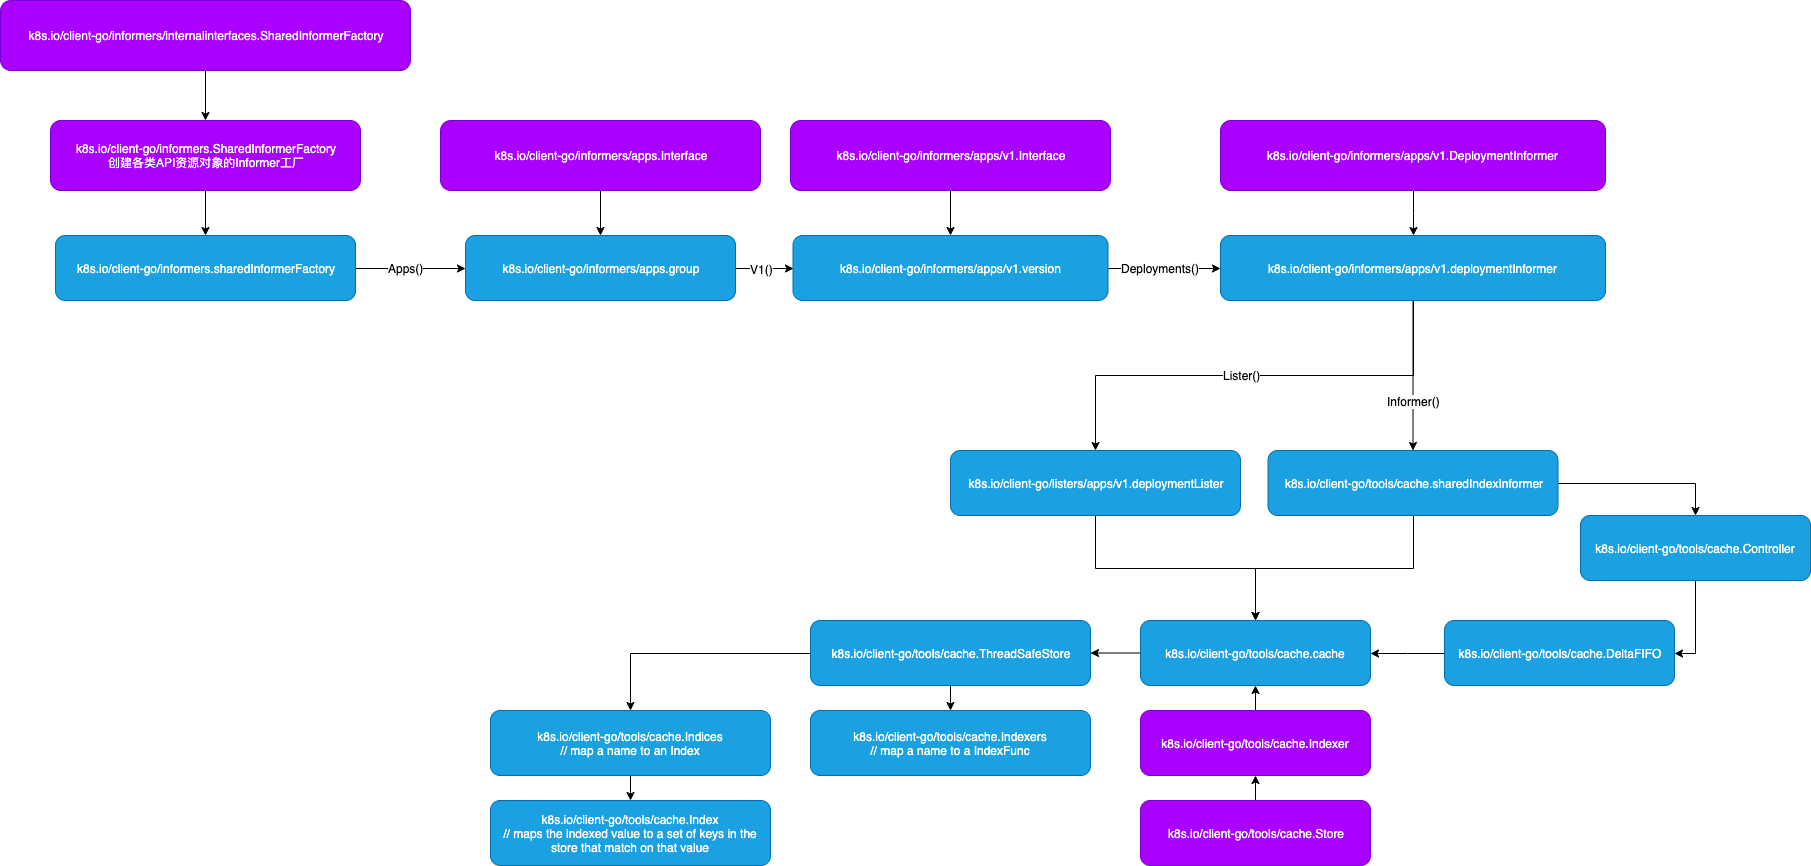 k8s.io/client-go/informers/internalinterfaces.SharedInformerFactory
k8s.io/client-go/informers.SharedInformerFactory
创建各类API资源对象的Informer工厂
k8s.io/client-go/informers/apps.Interface
k8s.io/client-go/informers/apps/v1.Interface
k8s.io/client-go/informers/apps/v1.DeploymentInformer
k8s.io/client-go/informers.sharedInformerFactory
Apps()
k8s.io/client-go/informers/apps.group
V1()
k8s.io/client-go/informers/apps/v1.version
Deployments()
k8s.io/client-go/informers/apps/v1.deploymentInformer
Lister()
Informer()
k8s.io/client-go/listers/apps/v1.deploymentLister
k8s.io/client-go/tools/cache.sharedIndexInformer
k8s.io/client-go/tools/cache.Controller
k8s.io/client-go/tools/cache.ThreadSafeStore
k8s.io/client-go/tools/cache.cache
k8s.io/client-go/tools/cache.DeltaFIFO
k8s.io/client-go/tools/cache.Indices
// map a name to an Index
k8s.io/client-go/tools/cache.Indexers
// map a name to a IndexFunc
k8s.io/client-go/tools/cache.Indexer
k8s.io/client-go/tools/cache.Index
// maps the indexed value to a set of keys in the
store that match on that value
k8s.io/client-go/tools/cache.Store